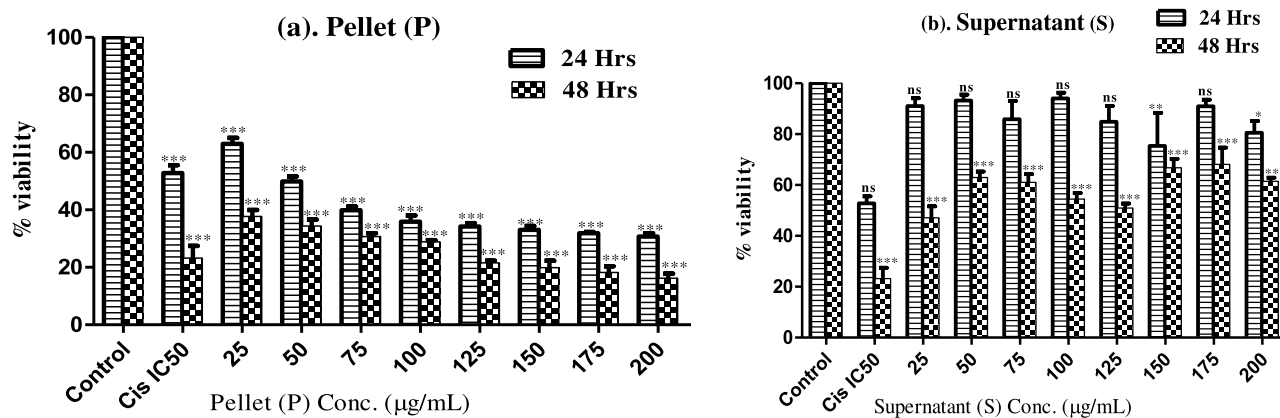 (a). Pellet (P)
24 Hrs
48 Hrs
% viability
100
80
60
40
20
0
*** *** *** *** *** *** *** *** ***
*** *** *** *** *** *** *** *** ***
Control
Cis IC50
25
50
75
100
125
150
175
200
Pellet (P) Conc. (μg/mL)
(b). Supernatant (S)
24 Hrs
48 Hrs
% viability
100
80
60
40
20
0
ns ns ns ns ns ns ** ns *
*** *** *** *** *** *** *** *** **
Control
Cis IC50
25
50
75
100
125
150
175
200
Supernatant (S) Conc. (μg/mL)